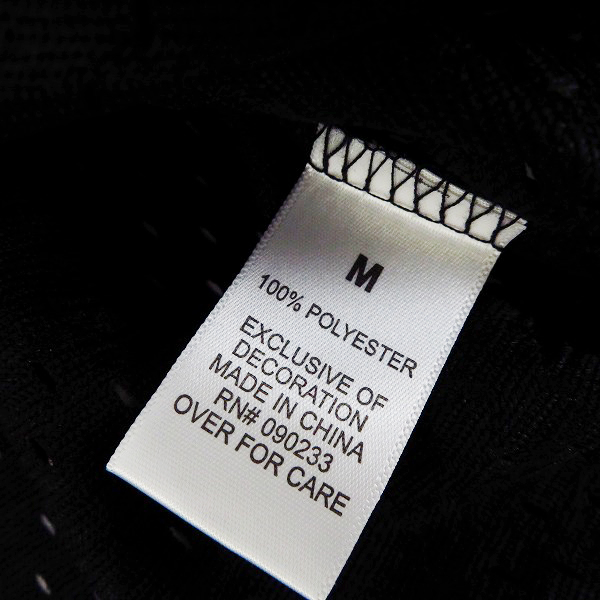 M
100% POLYESTER
EXCLUSIVE OF
DECORATION
MADE IN CHINA
RN# 090233
OVER FOR CARE